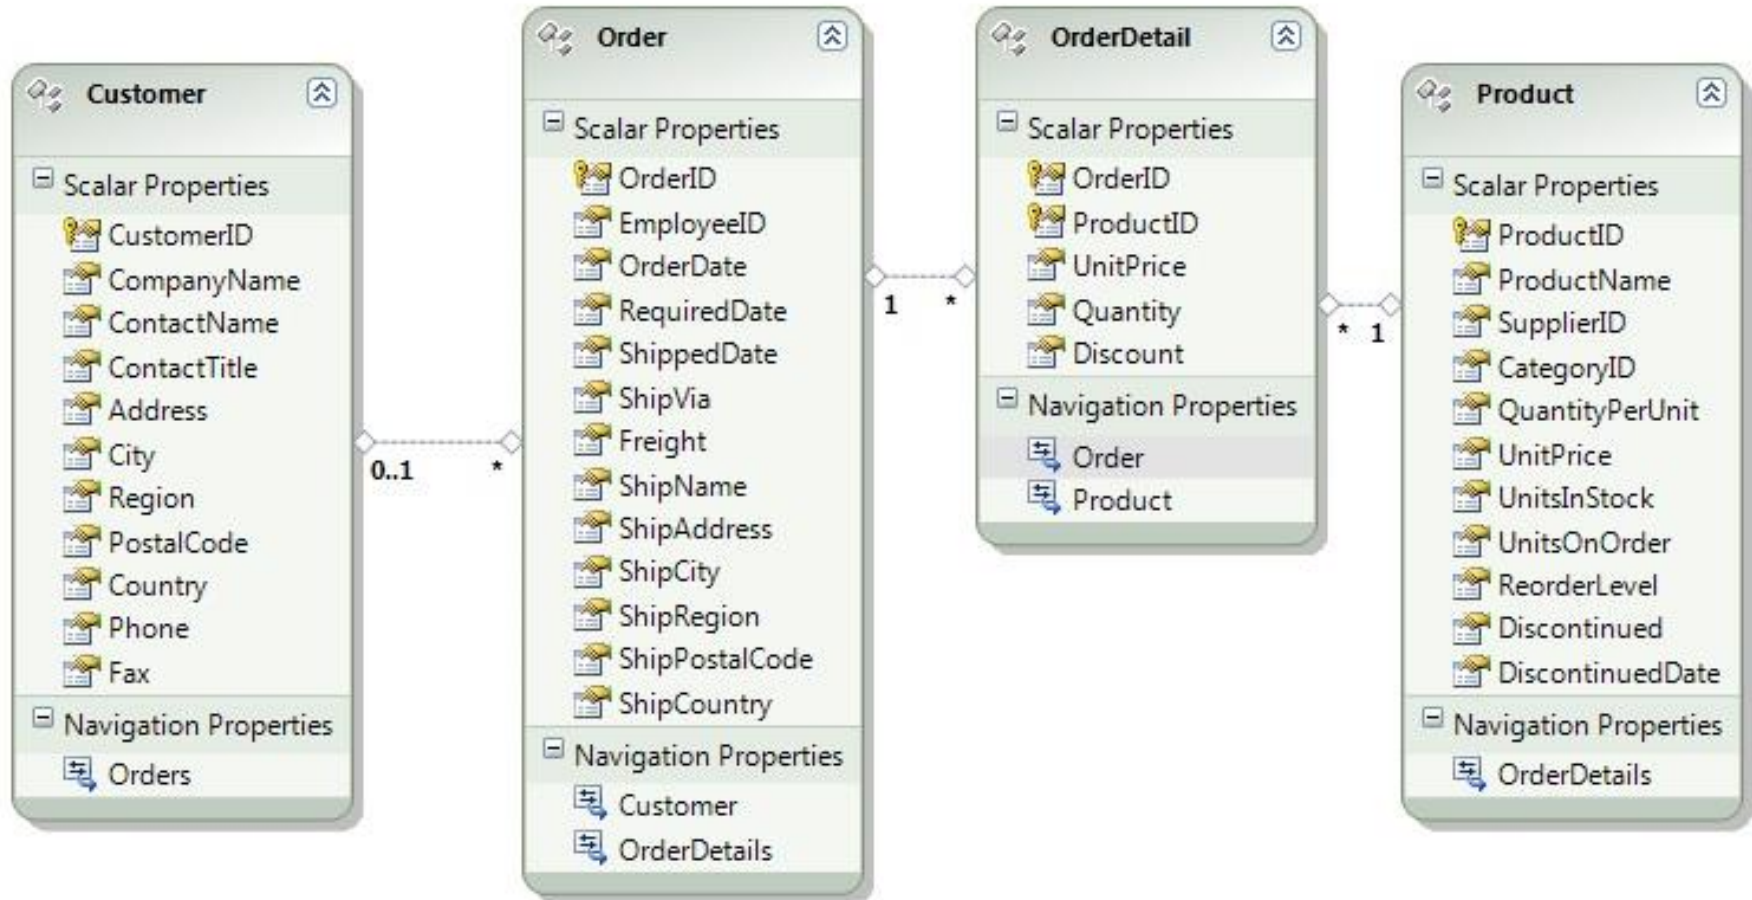 Customer
Scalar Properties
CustomerID
CompanyName
ContactName
ContactTitle
Address
City
Region
PostalCode
Country
Phone
Fax
Navigation Properties
Orders
0..1
*
Order
Scalar Properties
OrderID
EmployeeID
OrderDate
RequiredDate
ShippedDate
ShipVia
Freight
ShipName
ShipAddress
ShipCity
ShipRegion
ShipPostalCode
ShipCountry
Navigation Properties
Customer
OrderDetails
1
*
OrderDetail
Scalar Properties
OrderID
ProductID
UnitPrice
Quantity
Discount
Navigation Properties
Order
Product
*
1
Product
Scalar Properties
ProductID
ProductName
SupplierID
CategoryID
QuantityPerUnit
UnitPrice
UnitsInStock
UnitsOnOrder
ReorderLevel
Discontinued
DiscontinuedDate
Navigation Properties
OrderDetails